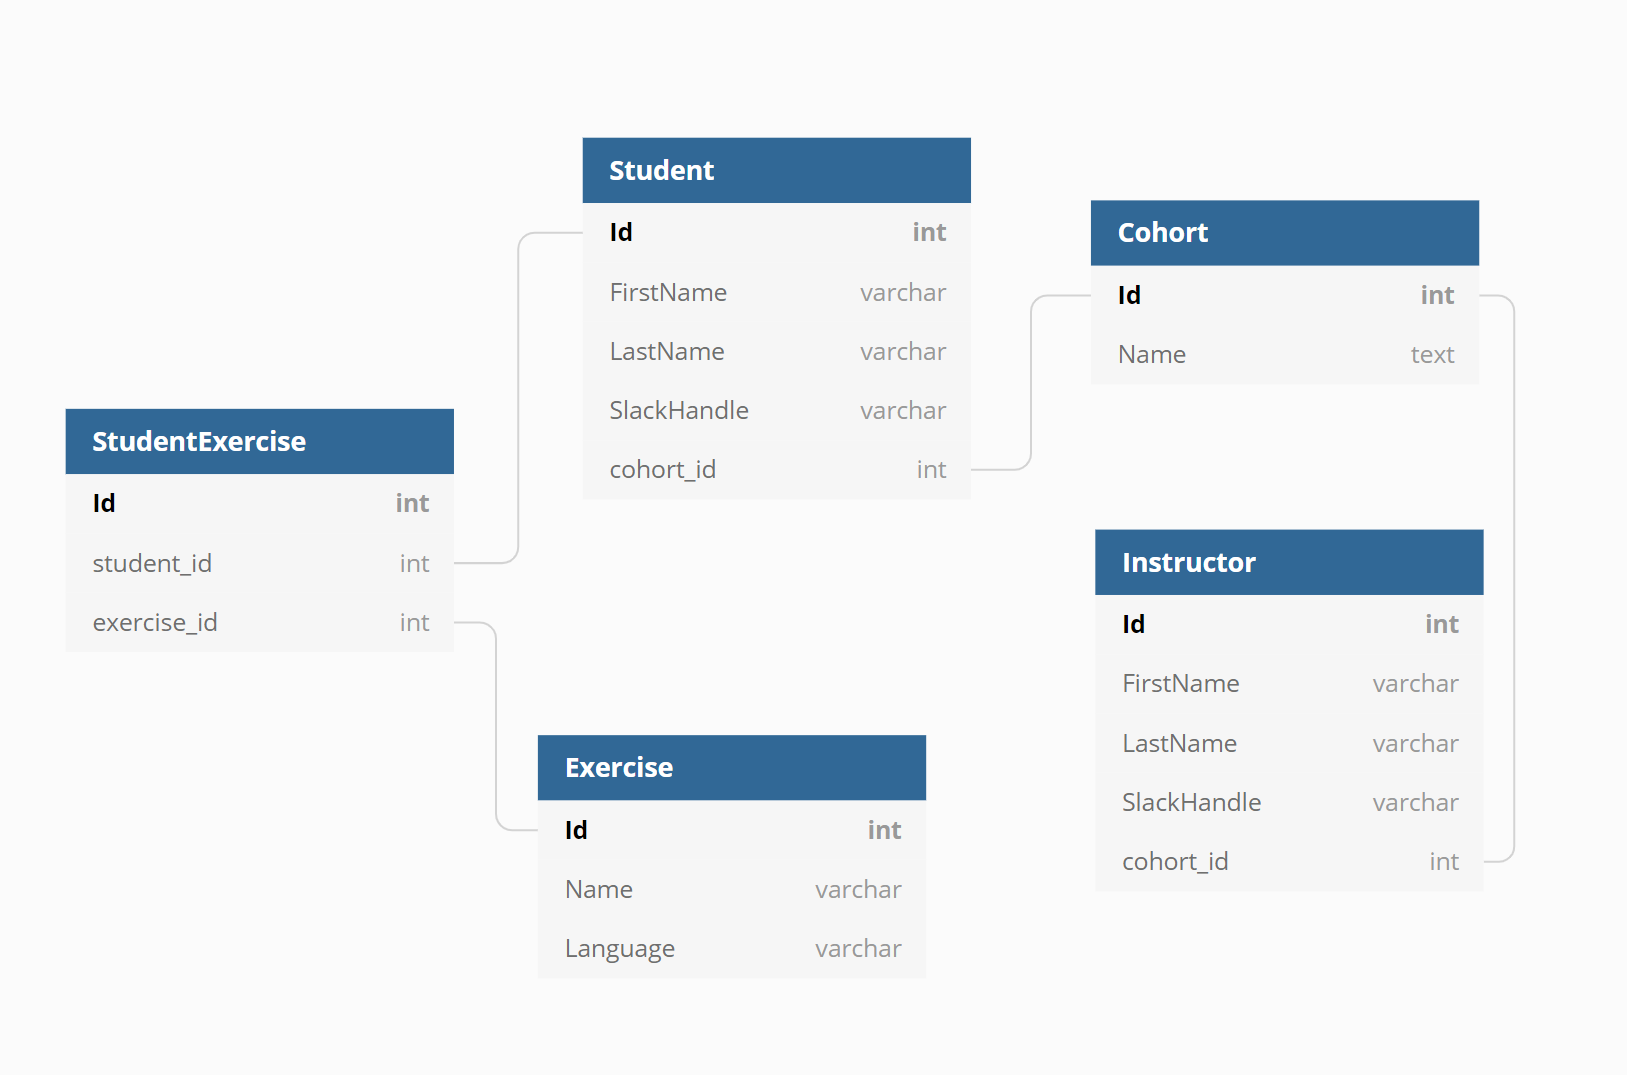 Student
Id int
FirstName varchar
LastName varchar
SlackHandle varchar
cohort_id int
Cohort
Id int
Name text
StudentExercise
Id int
student_id int
exercise_id int
Instructor
Id int
FirstName varchar
LastName varchar
SlackHandle varchar
cohort_id int
Exercise
Id int
Name varchar
Language varchar